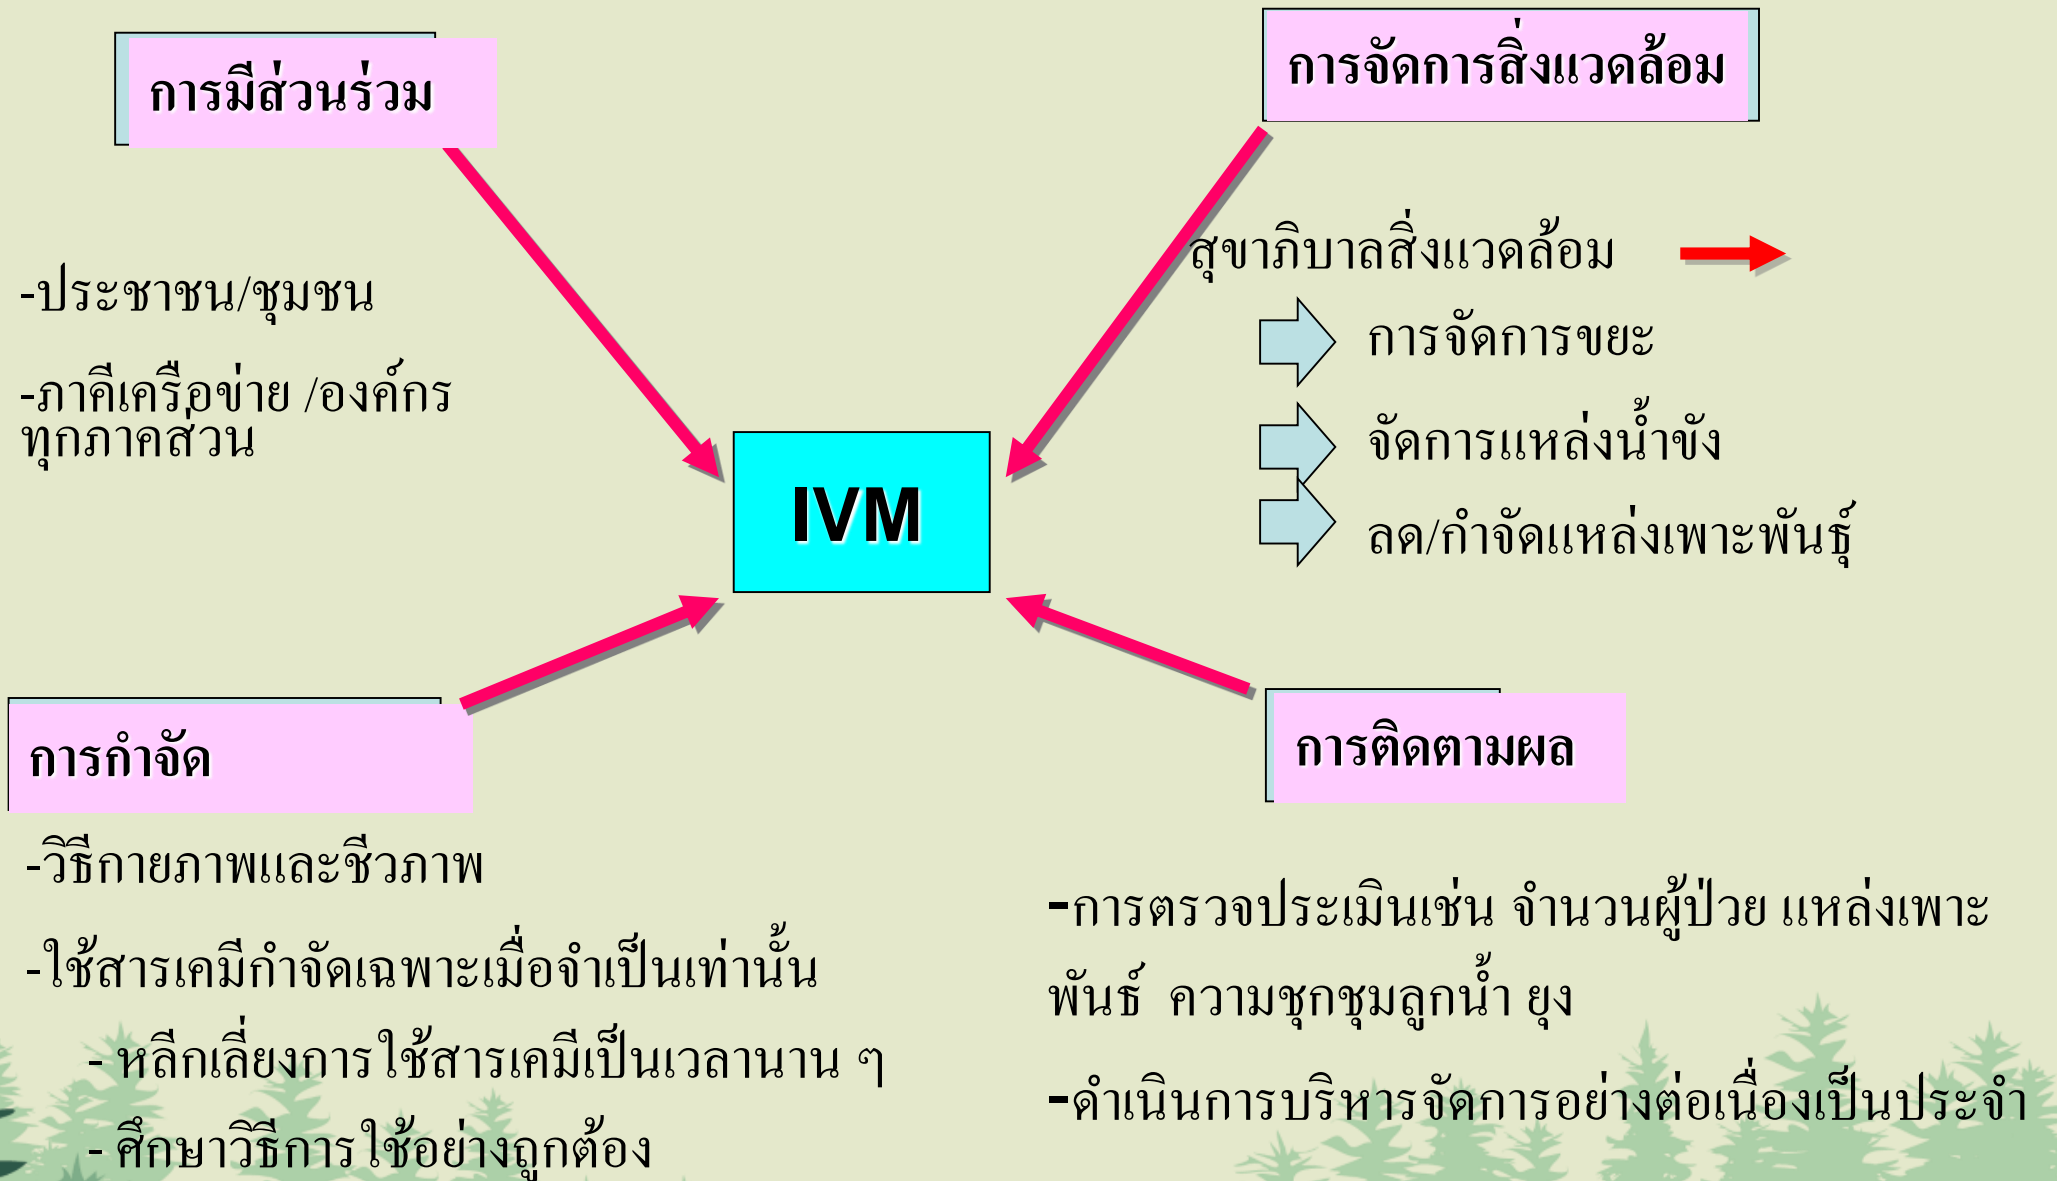 การมีส่วนร่วม
-ประชาชน/ชุมชน
-ภาคีเครือข่าย /องค์กร
ทุกภาคส่วน
การจัดการสิ่งแวดล้อม
สุขาภิบาลสิ่งแวดล้อม
การจัดการขยะ
จัดการแหล่งน้ำขัง
ลด/กำจัดแหล่งเพาะพันธุ์
IVM
การกำจัด
-วิธีกายภาพและชีวภาพ
-ใช้สารเคมีกำจัดเฉพาะเมื่อจำเป็นเท่านั้น
- หลีกเลี่ยงการใช้สารเคมีเป็นเวลานาน ๆ
- ศึกษาวิธีการใช้อย่างถูกต้อง
การติดตามผล
-การตรวจประเมินเช่น จำนวนผู้ป่วย แหล่งเพาะ
พันธ์ ความชุกชุมลูกน้ำ ยุง
-ดำเนินการบริหารจัดการอย่างต่อเนื่องเป็นประจำ